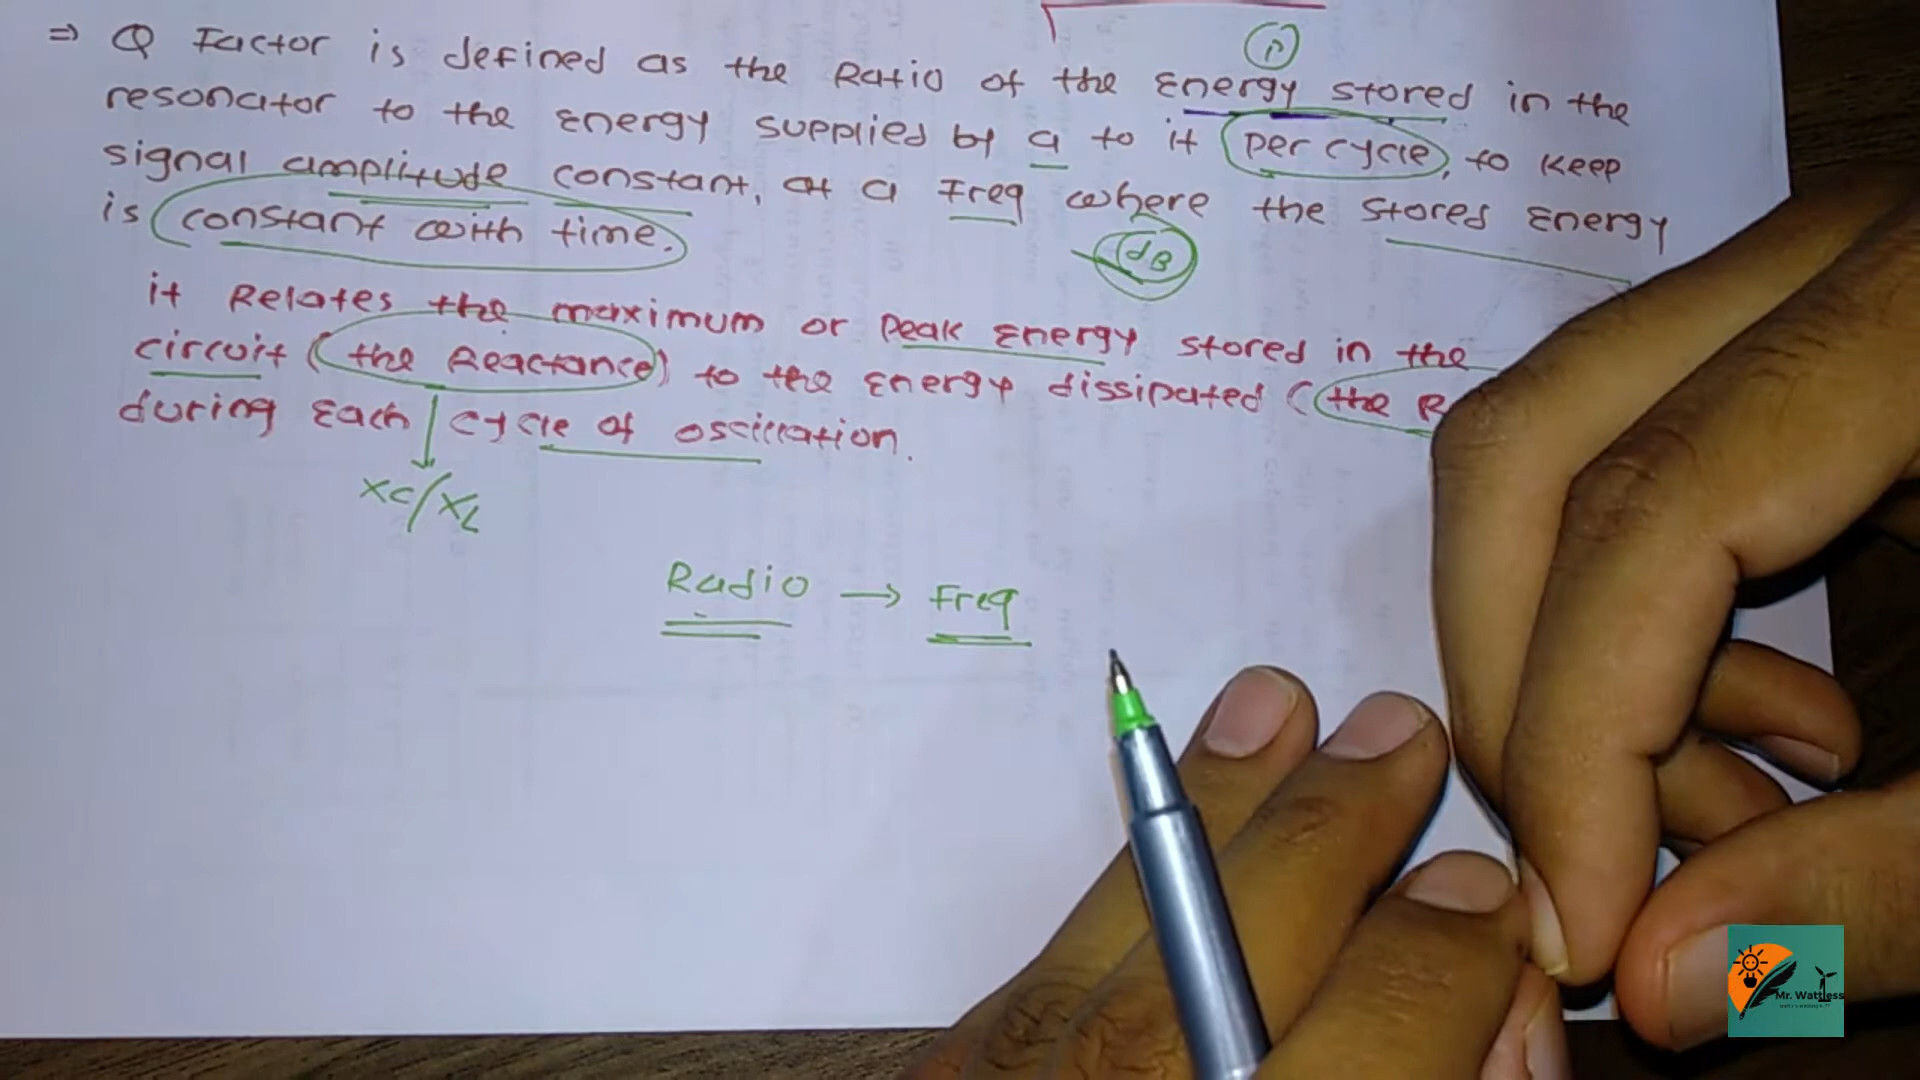 P
⇒ Q Factor is defined as the Ratio of the Energy stored in the
resonator to the Energy supplied by a to it per cycle, to keep
signal amplitude constant, at a Freq where the stored Energy
is constant with time.
dB
it Relates the maximum or peak Energy stored in the
circuit (the Reactance) to the Energy dissipated (the R
during Each cycle of oscillation.
XC/XL
Radio → Freq
Mr. Wattless